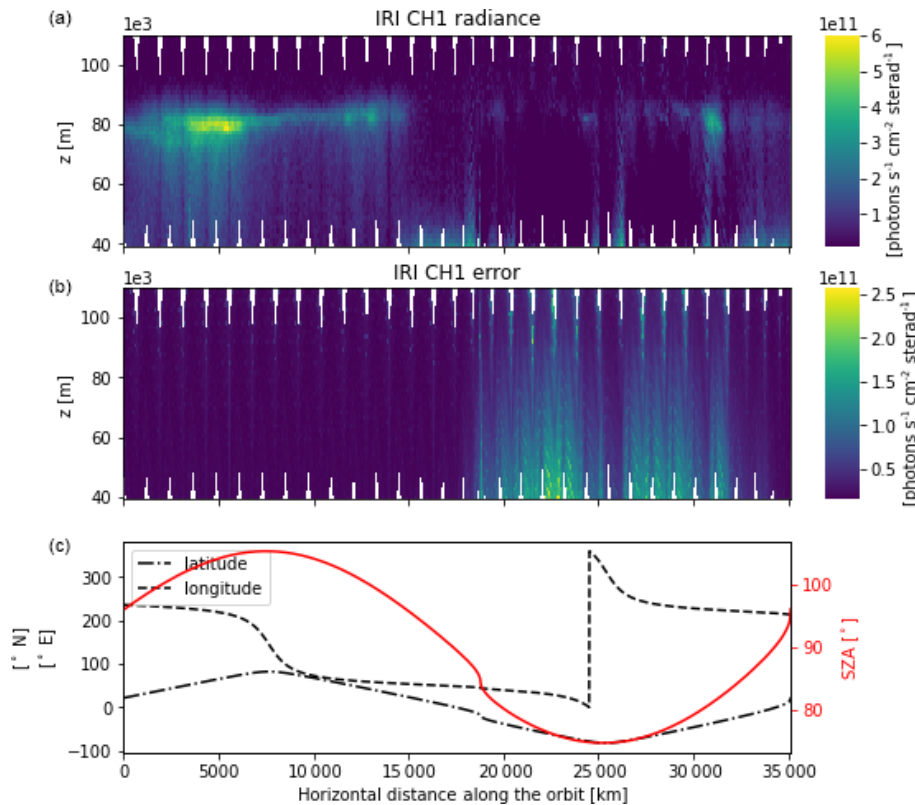 (a)
IRI CH1 radiance
1e3
1e11
100
80
60
40
z [m]
6
5
4
3
2
1
[photons s⁻¹ cm⁻² sterad⁻¹]
(b)
IRI CH1 error
1e3
1e11
100
80
60
40
z [m]
2.5
2.0
1.5
1.0
0.5
[photons s⁻¹ cm⁻² sterad⁻¹]
(c)
latitude
longitude
300
200
100
0
−100
[° N]
[° E]
100
90
80
SZA [°]
0
5000
10 000
15 000
20 000
25 000
30 000
35 000
Horizontal distance along the orbit [km]